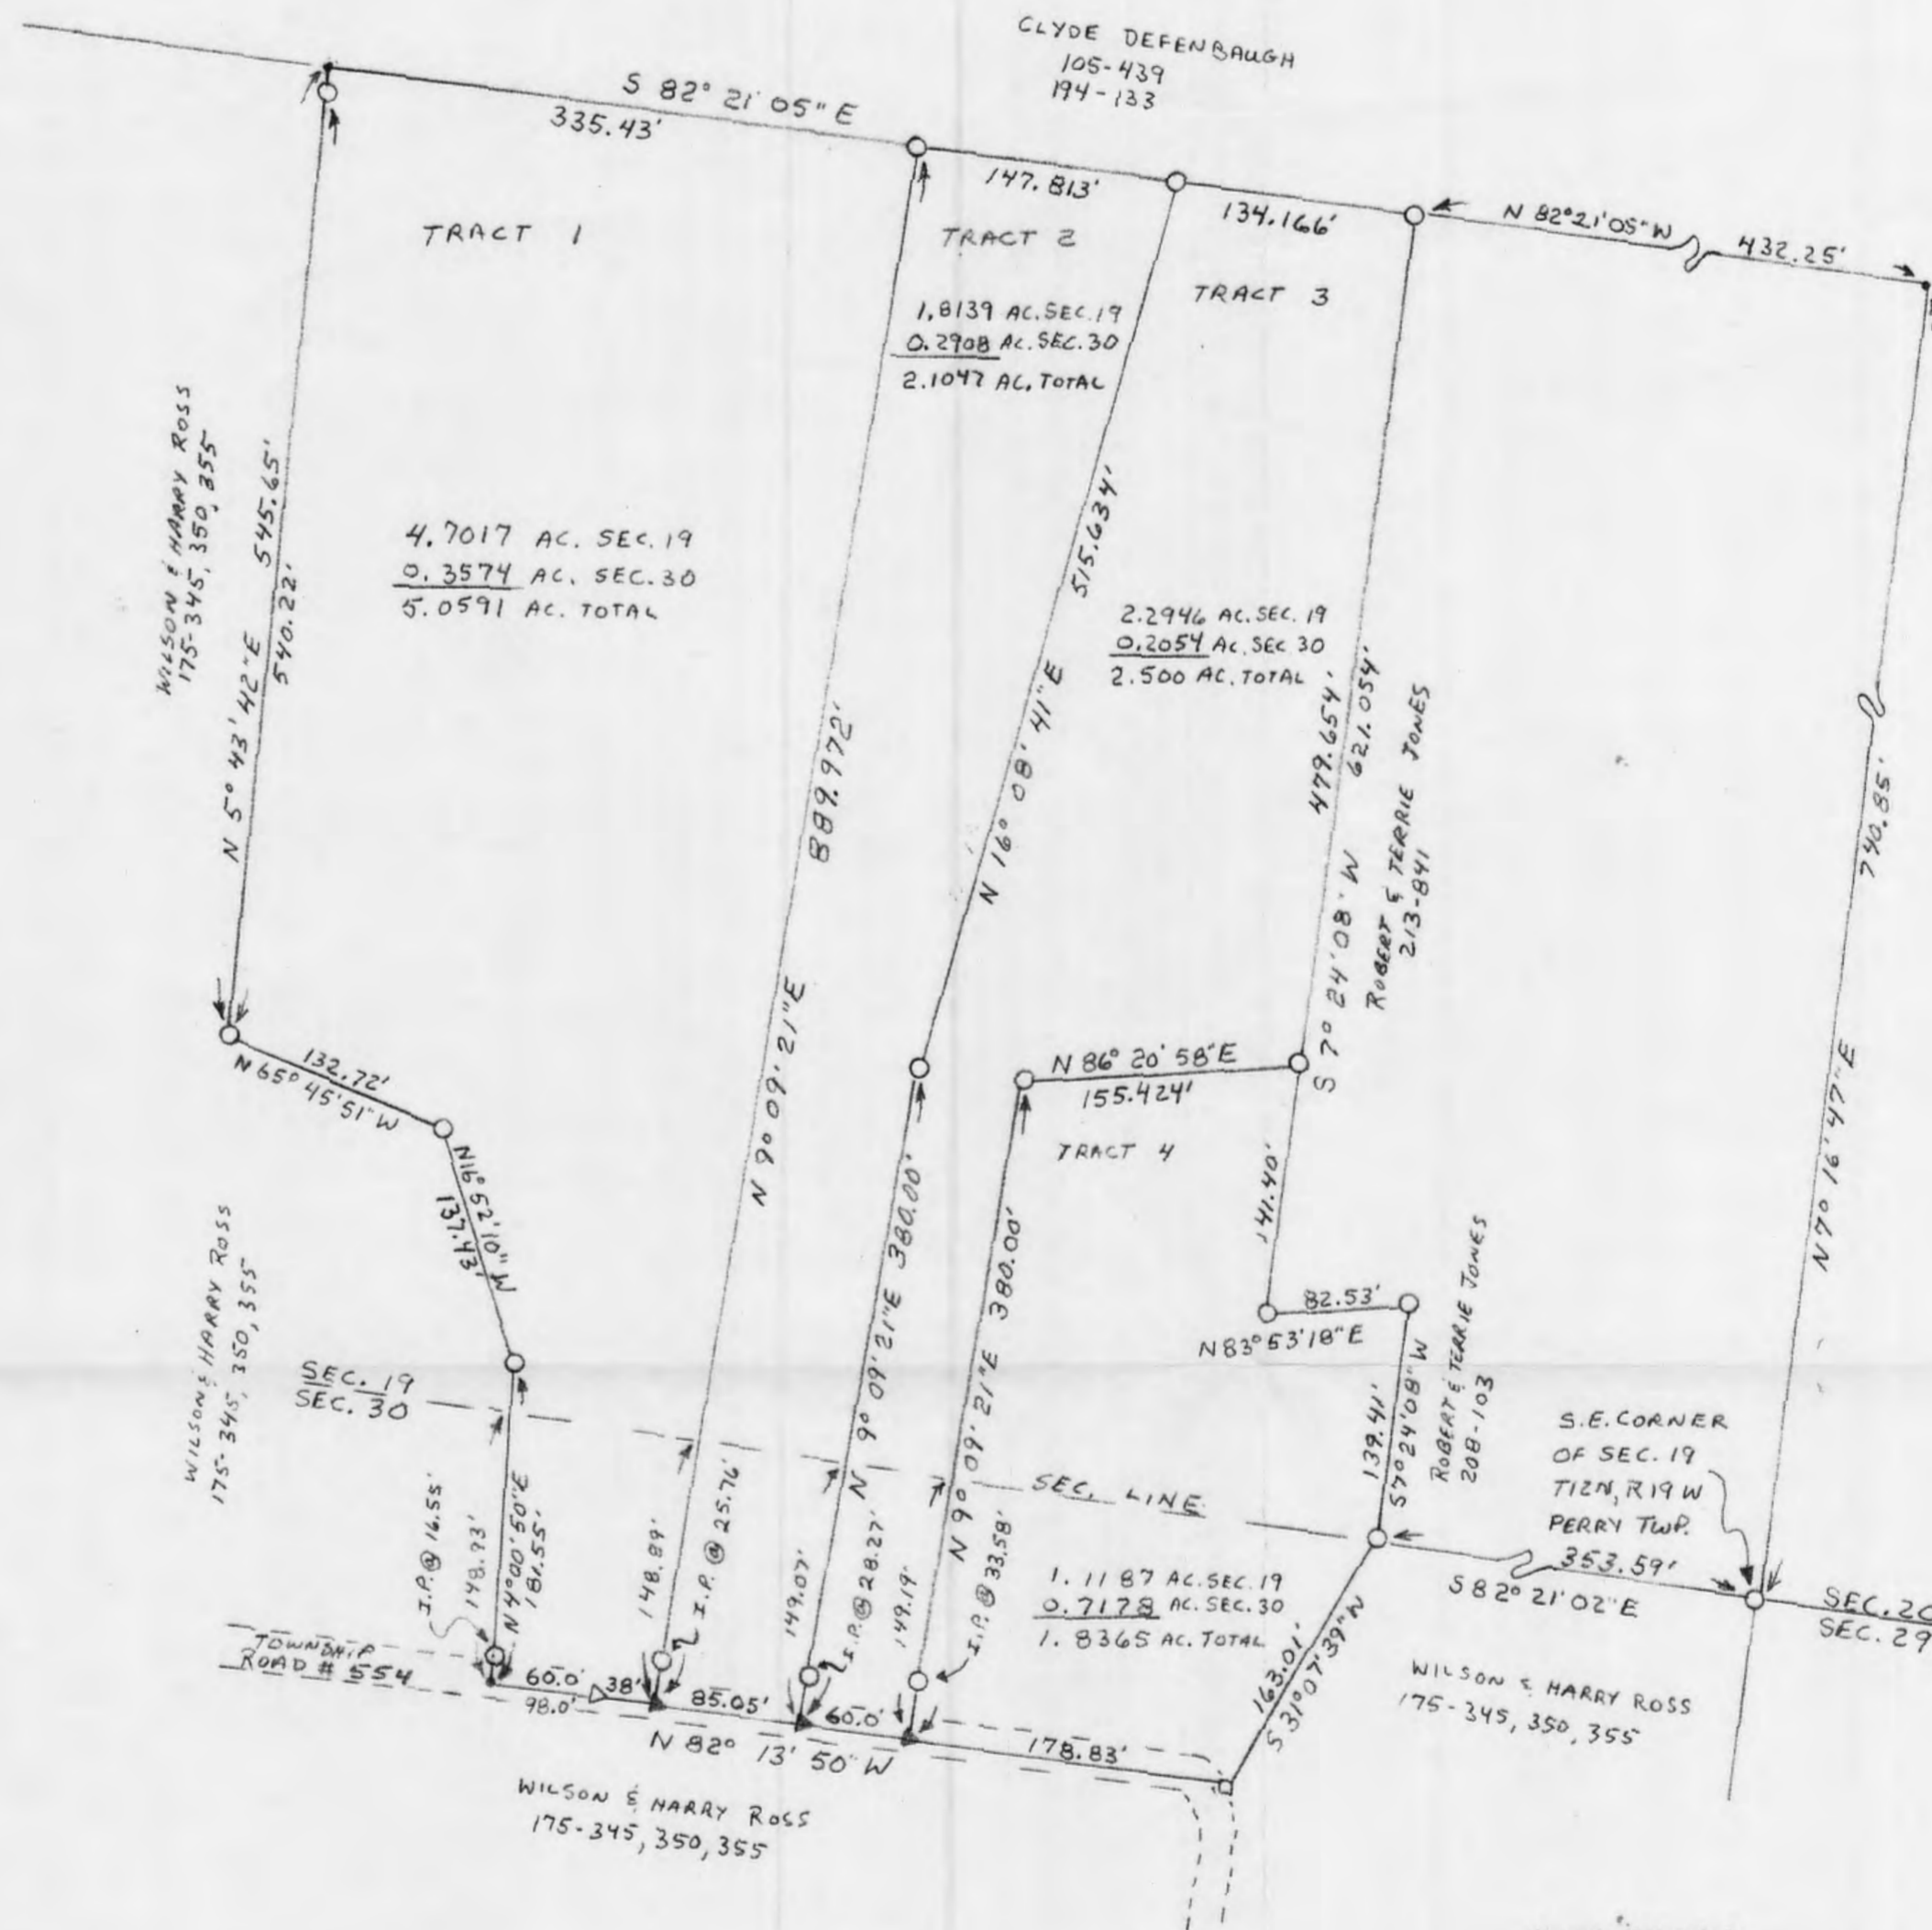 CLYDE DEFENBAUGH
105-439
194-133
S 82° 21' 05" E
335.43'
147.813'
134.166'
N 82°21'05" W
432.25'
TRACT 1
TRACT 2
TRACT 3
1.8139 AC. SEC. 19
0.2908 AC. SEC. 30
2.1047 AC. TOTAL
WILSON & HARRY ROSS
175-345, 350, 355
N 5° 43' 42" E 545.65'
540.22'
4.7017 AC. SEC. 19
0.3574 AC. SEC. 30
5.0591 AC. TOTAL
889.972'
N 9° 09' 21" E
515.634'
N 16° 08' 41" E
2.2946 AC. SEC. 19
0.2054 AC. SEC 30
2.500 AC. TOTAL
479.654'
621.054'
S 7° 24' 08" W
ROBERT & TERRIE JONES
213-841
740.85'
N 7° 16' 47" E
132.72'
N 65° 45' 51" W
N 16° 52' 10" W
137.43'
N 86° 20' 58" E
155.424'
TRACT 4
141.40'
82.53'
N 83° 53' 18" E
N 9° 09' 21" E 380.00'
N 9° 09' 21" E 380.00'
WILSON & HARRY ROSS
175-345, 350, 355
SEC. 19
SEC. 30
139.41'
S 7° 24' 08" W
ROBERT & TERRIE JONES
208-103
S.E. CORNER
OF SEC. 19
T12N, R19W
PERRY TWP.
353.59'
S 82° 21' 02" E
SEC. 20
SEC. 29
SEC. LINE
I.P. @ 16.55'
148.93'
N 4° 00' 50" E
181.55'
148.89'
I.P. @ 25.76'
149.07'
I.P. @ 28.27'
149.19'
I.P. @ 33.58'
1.1187 AC. SEC. 19
0.7178 AC. SEC. 30
1.8365 AC. TOTAL
163.01'
S 31° 07' 39" W
WILSON & HARRY ROSS
175-345, 350, 355
TOWNSHIP
ROAD # 554
60.0' 38'
98.0'
85.05'
60.0'
178.83'
N 82° 13' 50" W
WILSON & HARRY ROSS
175-345, 350, 355